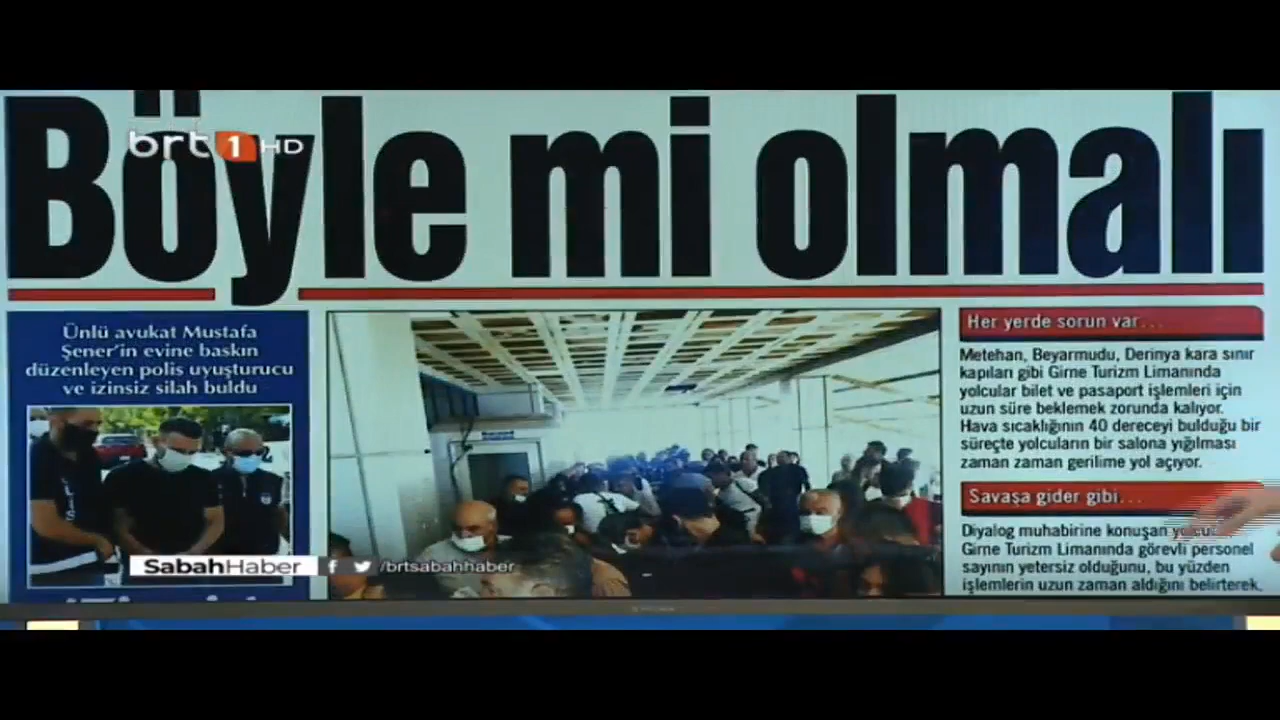 brt 1 HD
Böyle mi olmalı
Ünlü avukat Mustafa
Şener'in evine baskın
düzenleyen polis uyuşturucu
ve izinsiz silah buldu
Her yerde sorun var...
Metehan, Beyarmudu, Derinya kara sınır
kapıları gibi Girne Turizm Limanında
yolcular bilet ve pasaport işlemleri için
uzun süre beklemek zorunda kalıyor.
Hava sıcaklığının 40 dereceyi bulduğu bir
süreçte yolcuların bir salona yığılması
zaman zaman gerilime yol açıyor.
Savaşa gider gibi...
Diyalog muhabirine konuşan
Girne Turizm Limanında görevli personel
sayının yetersiz olduğunu, bu yüzden
işlemlerin uzun zaman aldığını belirterek,
SabahHaber /brtsabahhaber